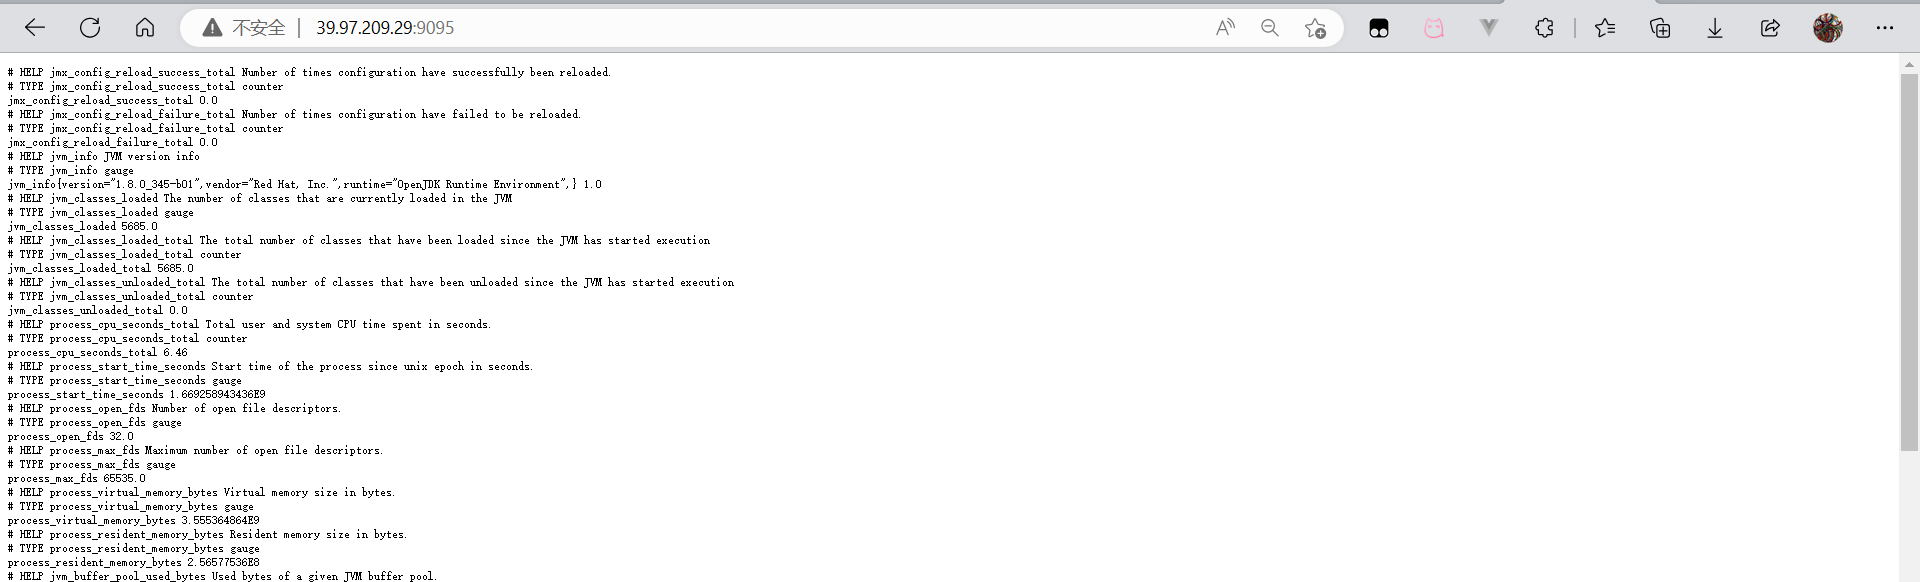 不安全 | 39.97.209.29:9095
# HELP jmx_config_reload_success_total Number of times configuration have successfully been reloaded.
# TYPE jmx_config_reload_success_total counter
jmx_config_reload_success_total 0.0
# HELP jmx_config_reload_failure_total Number of times configuration have failed to be reloaded.
# TYPE jmx_config_reload_failure_total counter
jmx_config_reload_failure_total 0.0
# HELP jvm_info JVM version info
# TYPE jvm_info gauge
jvm_info{version="1.8.0_345-b01",vendor="Red Hat, Inc.",runtime="OpenJDK Runtime Environment",} 1.0
# HELP jvm_classes_loaded The number of classes that are currently loaded in the JVM
# TYPE jvm_classes_loaded gauge
jvm_classes_loaded 5685.0
# HELP jvm_classes_loaded_total The total number of classes that have been loaded since the JVM has started execution
# TYPE jvm_classes_loaded_total counter
jvm_classes_loaded_total 5685.0
# HELP jvm_classes_unloaded_total The total number of classes that have been unloaded since the JVM has started execution
# TYPE jvm_classes_unloaded_total counter
jvm_classes_unloaded_total 0.0
# HELP process_cpu_seconds_total Total user and system CPU time spent in seconds.
# TYPE process_cpu_seconds_total counter
process_cpu_seconds_total 6.46
# HELP process_start_time_seconds Start time of the process since unix epoch in seconds.
# TYPE process_start_time_seconds gauge
process_start_time_seconds 1.669258943436E9
# HELP process_open_fds Number of open file descriptors.
# TYPE process_open_fds gauge
process_open_fds 32.0
# HELP process_max_fds Maximum number of open file descriptors.
# TYPE process_max_fds gauge
process_max_fds 65535.0
# HELP process_virtual_memory_bytes Virtual memory size in bytes.
# TYPE process_virtual_memory_bytes gauge
process_virtual_memory_bytes 3.555364864E9
# HELP process_resident_memory_bytes Resident memory size in bytes.
# TYPE process_resident_memory_bytes gauge
process_resident_memory_bytes 2.56577536E8
# HELP jvm_buffer_pool_used_bytes Used bytes of a given JVM buffer pool.